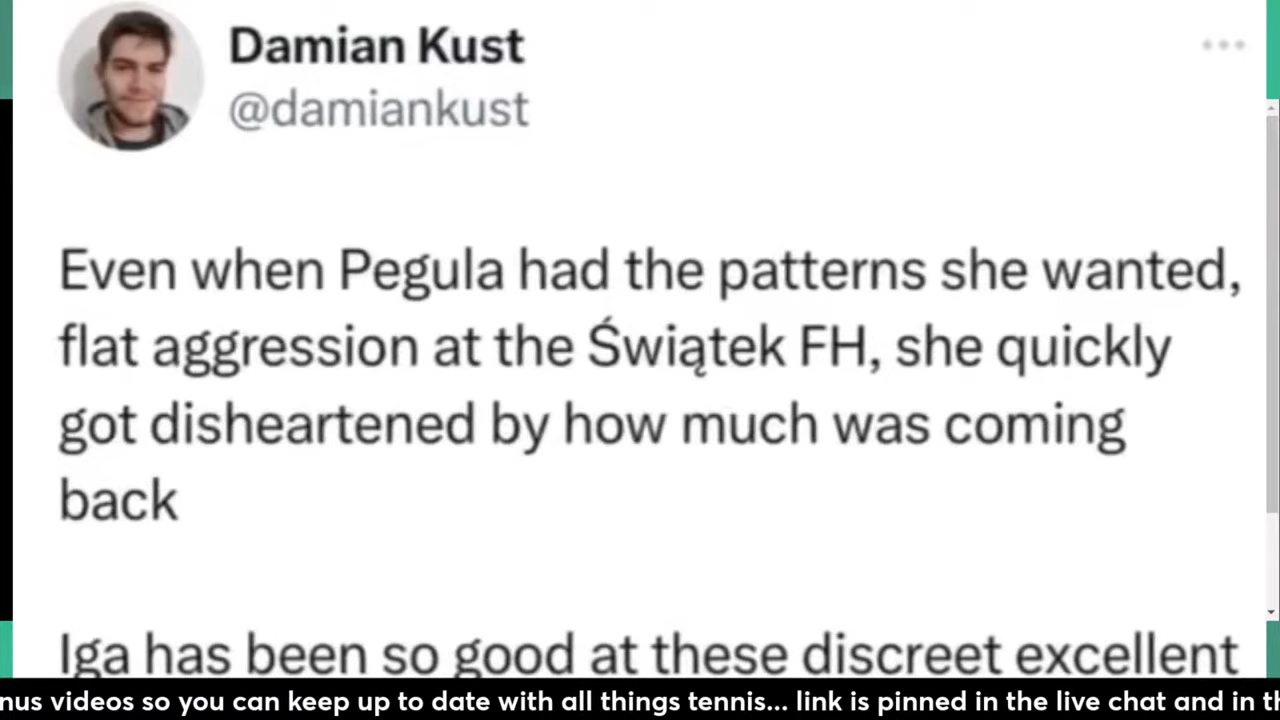 Damian Kust
@damiankust
Even when Pegula had the patterns she wanted,
flat aggression at the Świątek FH, she quickly
got disheartened by how much was coming
back
Iga has been so good at these discreet excellent
nus videos so you can keep up to date with all things tennis... link is pinned in the live chat and in th